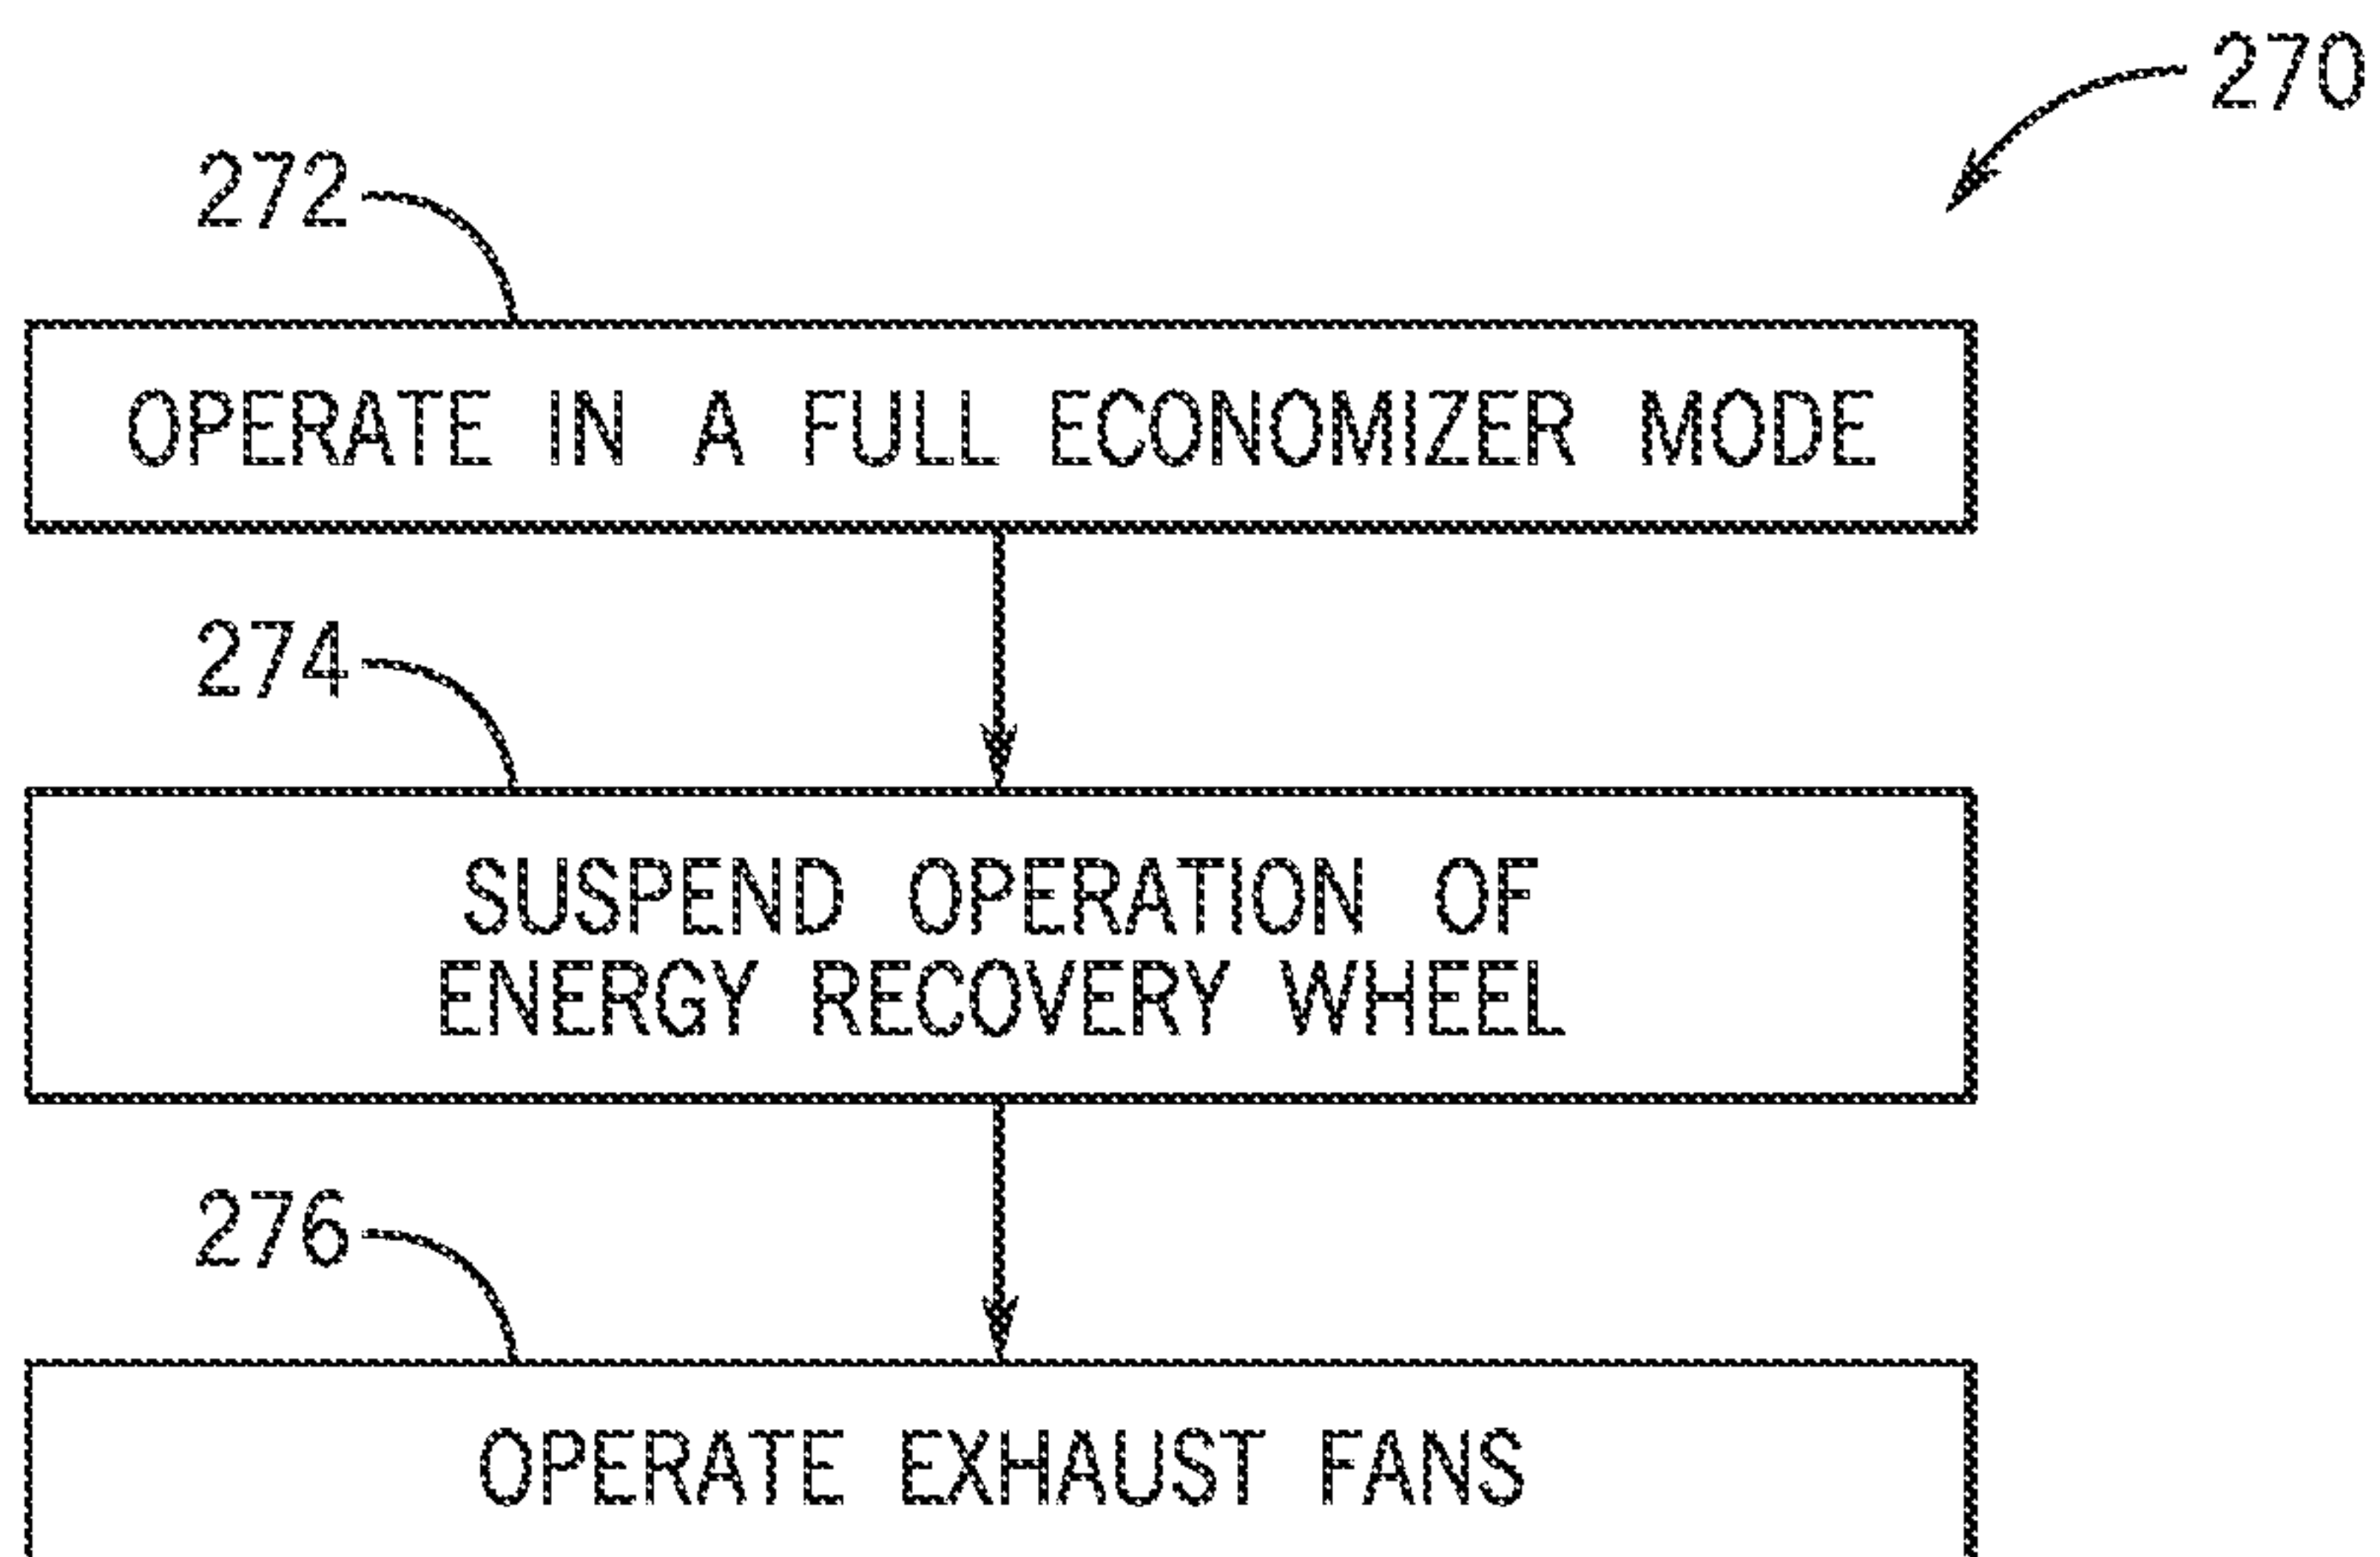 270
272
OPERATE IN A FULL ECONOMIZER MODE
274
SUSPEND OPERATION OF
ENERGY RECOVERY WHEEL
276
OPERATE EXHAUST FANS